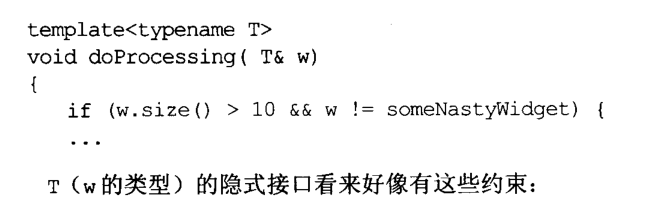 template<typename T>
void doProcessing( T& w)
{
    if (w.size() > 10 && w != someNastyWidget) {
    ...
T（w的类型）的隐式接口看来好像有这些约束：